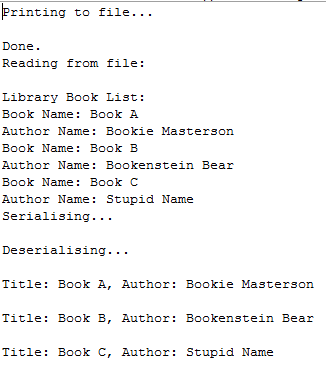 Printing to file...
Done.
Reading from file:
Library Book List:
Book Name: Book A
Author Name: Bookie Masterson
Book Name: Book B
Author Name: Bookenstein Bear
Book Name: Book C
Author Name: Stupid Name
Serialising...
Deserialising...
Title: Book A, Author: Bookie Masterson
Title: Book B, Author: Bookenstein Bear
Title: Book C, Author: Stupid Name